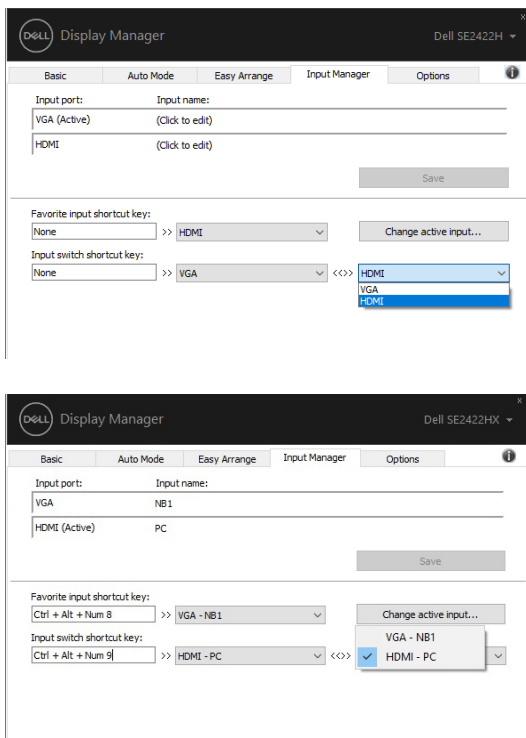 x
DELL Display Manager Dell SE2422H
Basic Auto Mode Easy Arrange Input Manager Options i
Input port: Input name:
VGA (Active) (Click to edit)
HDMI (Click to edit)
Save
Favorite input shortcut key:
None >> HDMI Change active input...
Input switch shortcut key:
None >> VGA <<>> HDMI
VGA
HDMI
x
DELL Display Manager Dell SE2422HX
Basic Auto Mode Easy Arrange Input Manager Options i
Input port: Input name:
VGA NB1
HDMI (Active) PC
Save
Favorite input shortcut key:
Ctrl + Alt + Num 8 >> VGA - NB1 Change active input...
VGA - NB1
Input switch shortcut key:
Ctrl + Alt + Num 9 >> HDMI - PC <<>> HDMI - PC